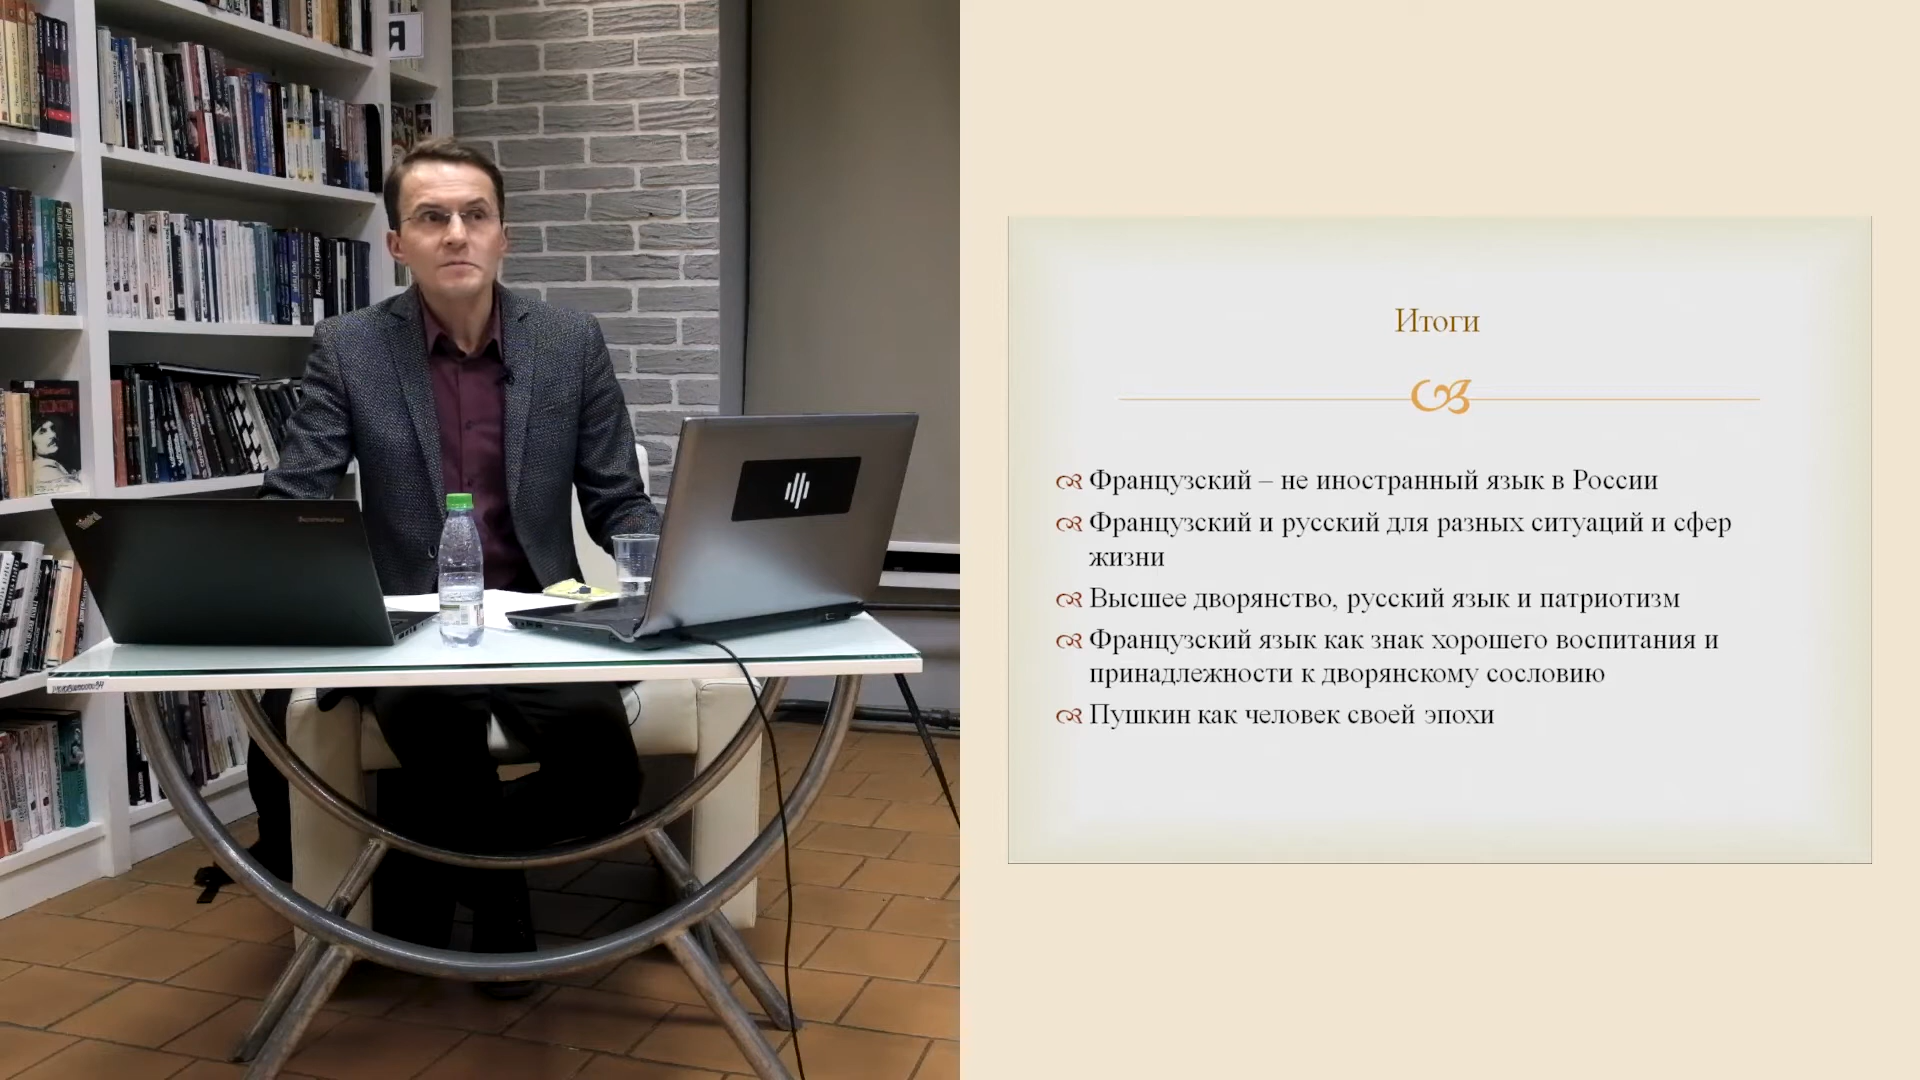 Я
ThinkPad
Итоги
Французский – не иностранный язык в России
Французский и русский для разных ситуаций и сфер
жизни
Высшее дворянство, русский язык и патриотизм
Французский язык как знак хорошего воспитания и
принадлежности к дворянскому сословию
Пушкин как человек своей эпохи